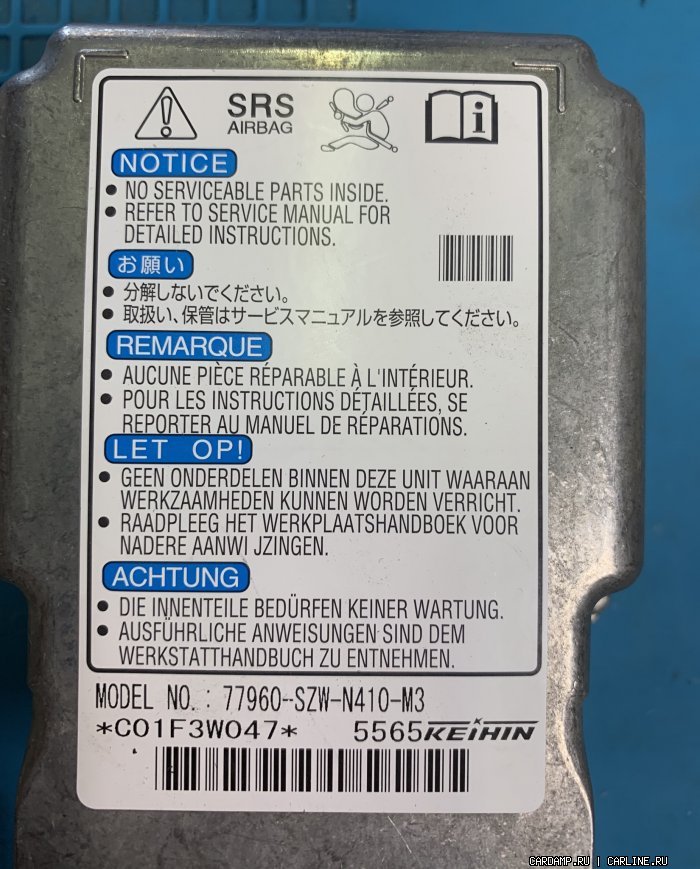 SRS
AIRBAG
NOTICE
● NO SERVICEABLE PARTS INSIDE.
● REFER TO SERVICE MANUAL FOR
DETAILED INSTRUCTIONS.
お願い
● 分解しないでください。
● 取扱い、保管はサービスマニュアルを参照してください。
REMARQUE
● AUCUNE PIÈCE RÉPARABLE À L'INTÉRIEUR.
● POUR LES INSTRUCTIONS DÉTAILLÉES, SE
REPORTER AU MANUEL DE RÉPARATIONS.
LET OP!
● GEEN ONDERDELEN BINNEN DEZE UNIT WAARAAN
WERKZAAMHEDEN KUNNEN WORDEN VERRICHT.
● RAADPLEEG HET WERKPLAATSHANDBOEK VOOR
NADERE AANWI JZINGEN.
ACHTUNG
● DIE INNENTEILE BEDÜRFEN KEINER WARTUNG.
● AUSFÜHRLICHE ANWEISUNGEN SIND DEM
WERKSTATTHANDBUCH ZU ENTNEHMEN.
MODEL NO. : 77960-SZW-N410-M3
*C01F3W047* 5565 KEIHIN
CARDAMP.RU | CARLINE.RU